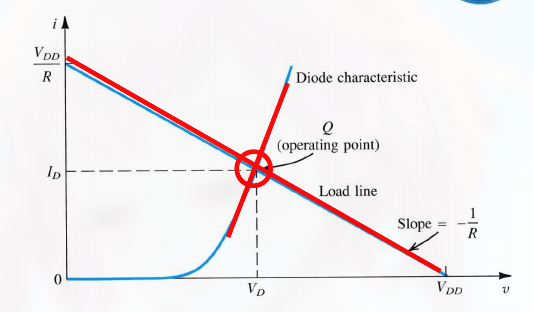 i
V_DD
R
Diode characteristic
Q
(operating point)
I_D
Load line
Slope = − 1
R
0
V_D
V_DD
v